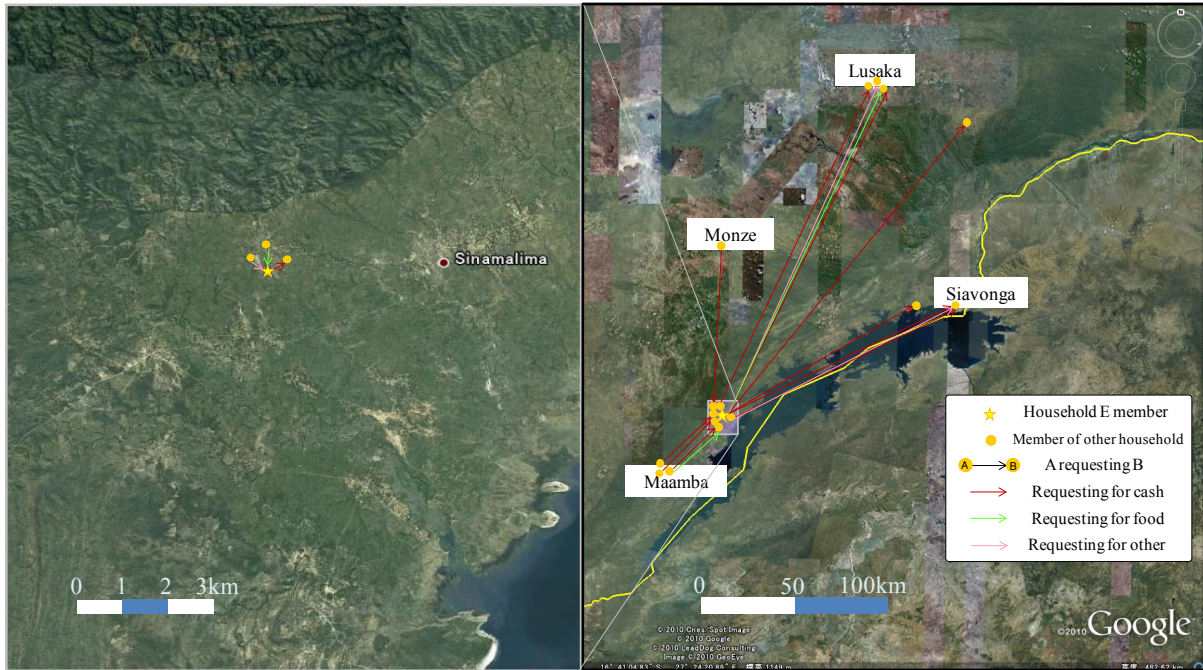 Sinamalima
0 1 2 3km
N
Lusaka
Monze
Siavonga
Maamba
Household E member
Member of other household
A B A requesting B
Requesting for cash
Requesting for food
Requesting for other
0 50 100km
© 2010 Cnes/Spot Image
© 2010 Google
© 2010 LeadDog Consulting
Image © 2010 GeoEye
©2010 Google